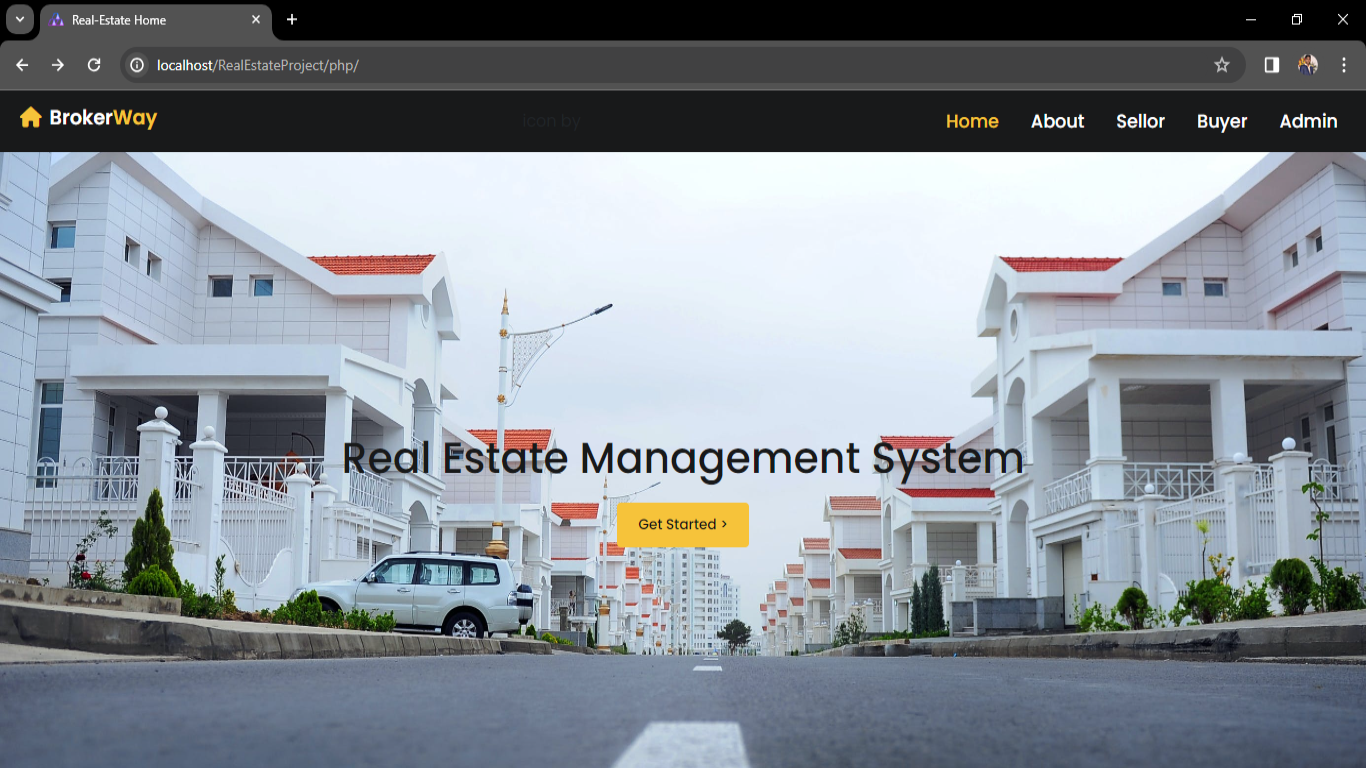 Real-Estate Home
localhost/RealEstateProject/php/
BrokerWay
icon by
Home About Sellor Buyer Admin
Real Estate Management System
Get Started >